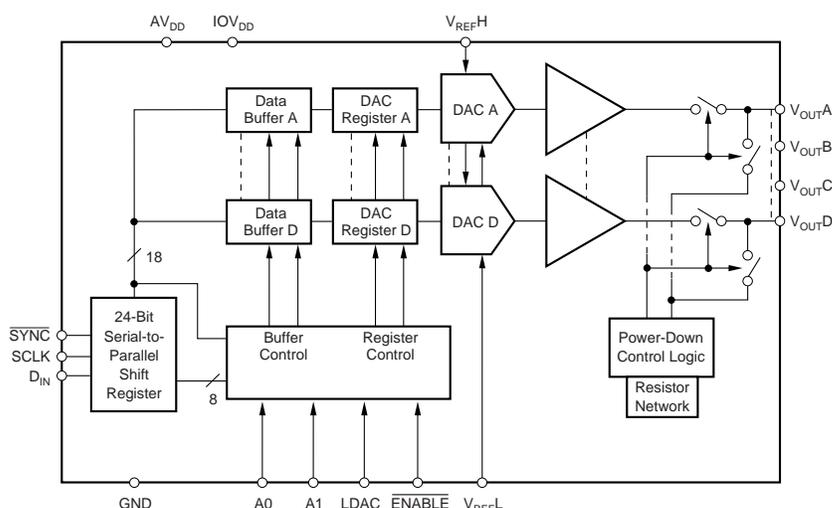 AVDD IOVDD VREFH
Data
Buffer A
DAC
Register A
DAC A
VOUTA
VOUTB
VOUTC
VOUTD
Data
Buffer D
DAC
Register D
DAC D
18
24-Bit
Serial-to-
Parallel
Shift
Register
SYNC
SCLK
DIN
8
Buffer
Control
Register
Control
Power-Down
Control Logic
Resistor
Network
GND A0 A1 LDAC ENABLE VREFL